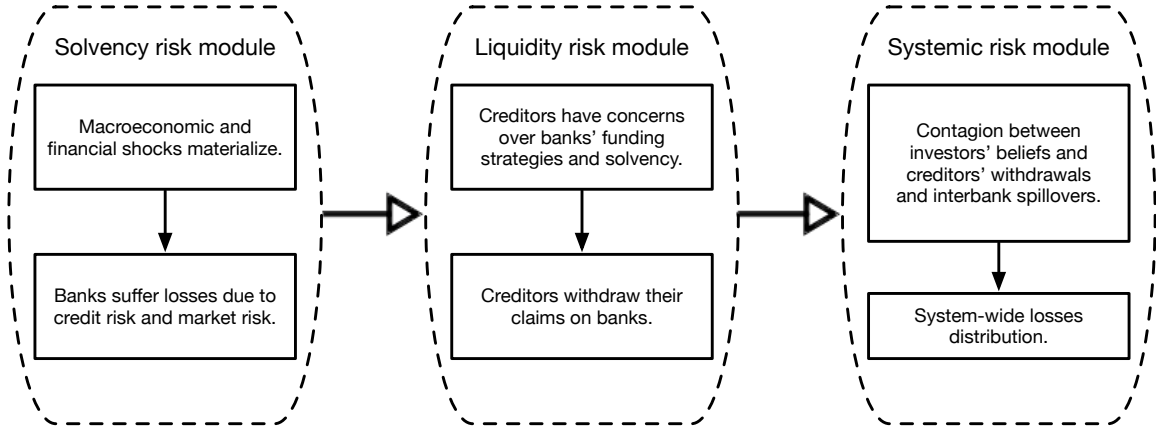 Solvency risk module
Macroeconomic and
financial shocks materialize.
Banks suffer losses due to
credit risk and market risk.
Liquidity risk module
Creditors have concerns
over banks’ funding
strategies and solvency.
Creditors withdraw their
claims on banks.
Systemic risk module
Contagion between
investors’ beliefs and
creditors’ withdrawals
and interbank spillovers.
System-wide losses
distribution.